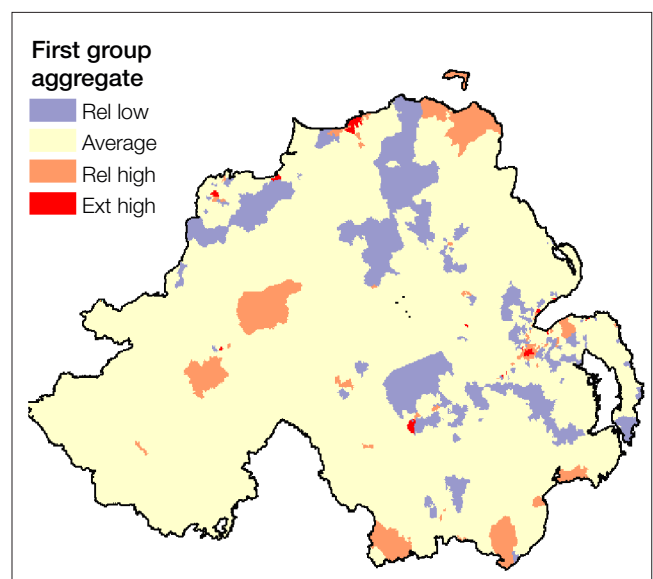 First group
aggregate
Rel low
Average
Rel high
Ext high